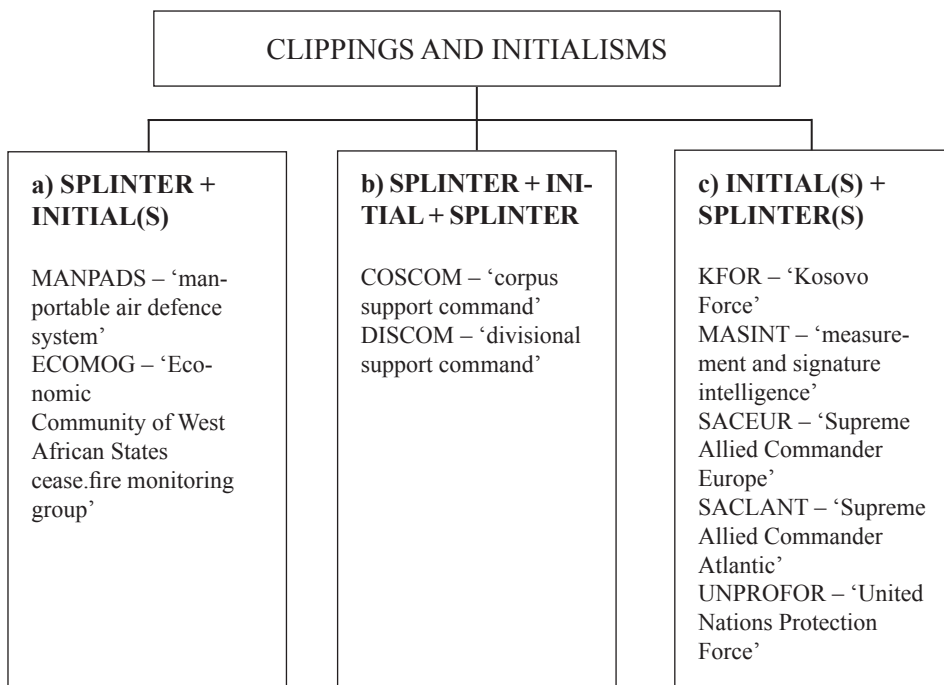 CLIPPINGS AND INITIALISMS
a) SPLINTER +
INITIAL(S)
MANPADS – ‘man-
portable air defence
system’
ECOMOG – ‘Eco-
nomic
Community of West
African States
cease.fire monitoring
group’
b) SPLINTER + INI-
TIAL + SPLINTER
COSCOM – ‘corpus
support command’
DISCOM – ‘divisional
support command’
c) INITIAL(S) +
SPLINTER(S)
KFOR – ‘Kosovo
Force’
MASINT – ‘measure-
ment and signature
intelligence’
SACEUR – ‘Supreme
Allied Commander
Europe’
SACLANT – ‘Supreme
Allied Commander
Atlantic’
UNPROFOR – ‘United
Nations Protection
Force’